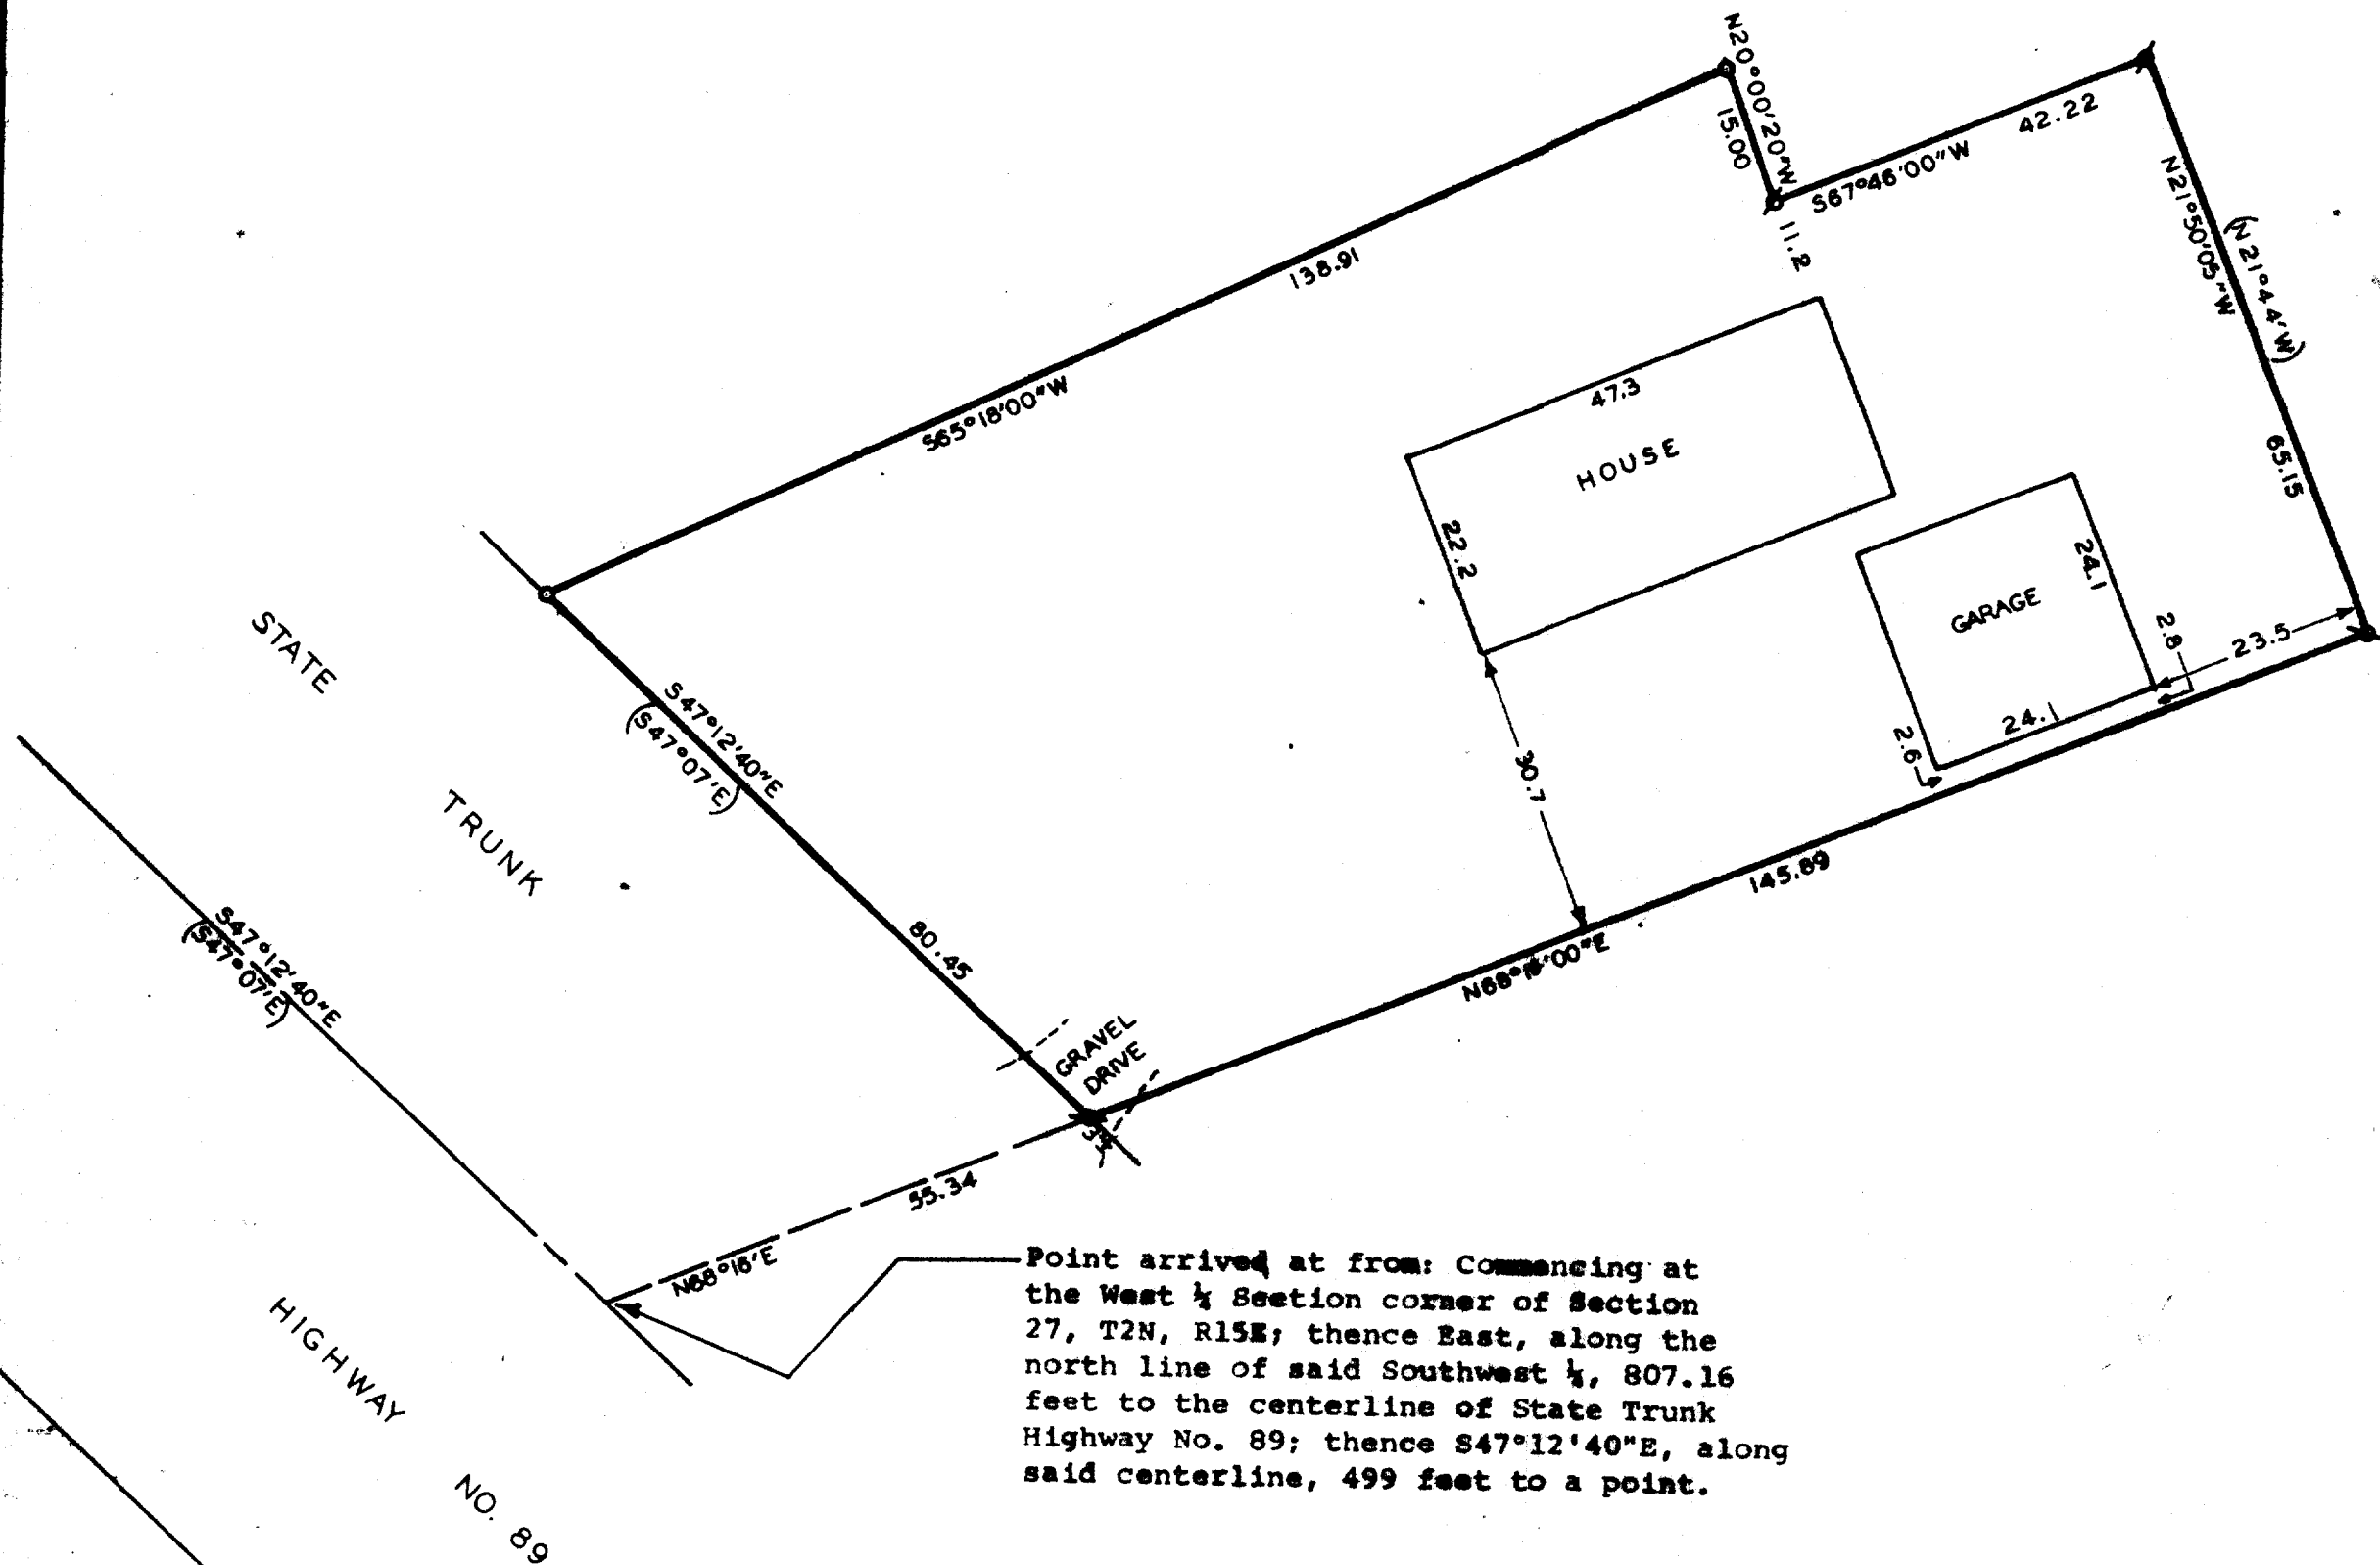 N20°00'20"W
15.00
42.22
S67°46'00"W
11.2
N21°50'05"W
(N21°44'W)
65.15
138.91
S65°18'00"W
47.3
HOUSE
22.2
24.1
GARAGE
2.8
23.5
24.1
2.6
30.7
145.89
STATE
TRUNK
HIGHWAY
NO. 89
S47°12'40"E
(S47°07'E)
80.45
S47°12'40"E
(S47°07'E)
GRAVEL
DRIVE
55.34
N68°16'E
Point arrived at from: Commencing at
the West ¼ Section corner of Section
27, T2N, R15E; thence East, along the
north line of said Southwest ¼, 807.16
feet to the centerline of State Trunk
Highway No. 89; thence S47°12'40"E, along
said centerline, 499 feet to a point.